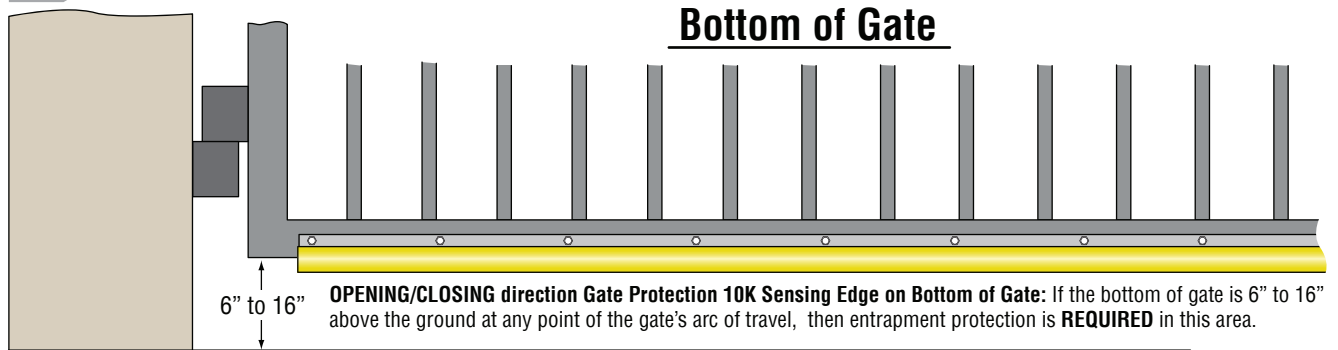 Bottom of Gate
6” to 16”
OPENING/CLOSING direction Gate Protection 10K Sensing Edge on Bottom of Gate: If the bottom of gate is 6” to 16”
above the ground at any point of the gate’s arc of travel, then entrapment protection is REQUIRED in this area.